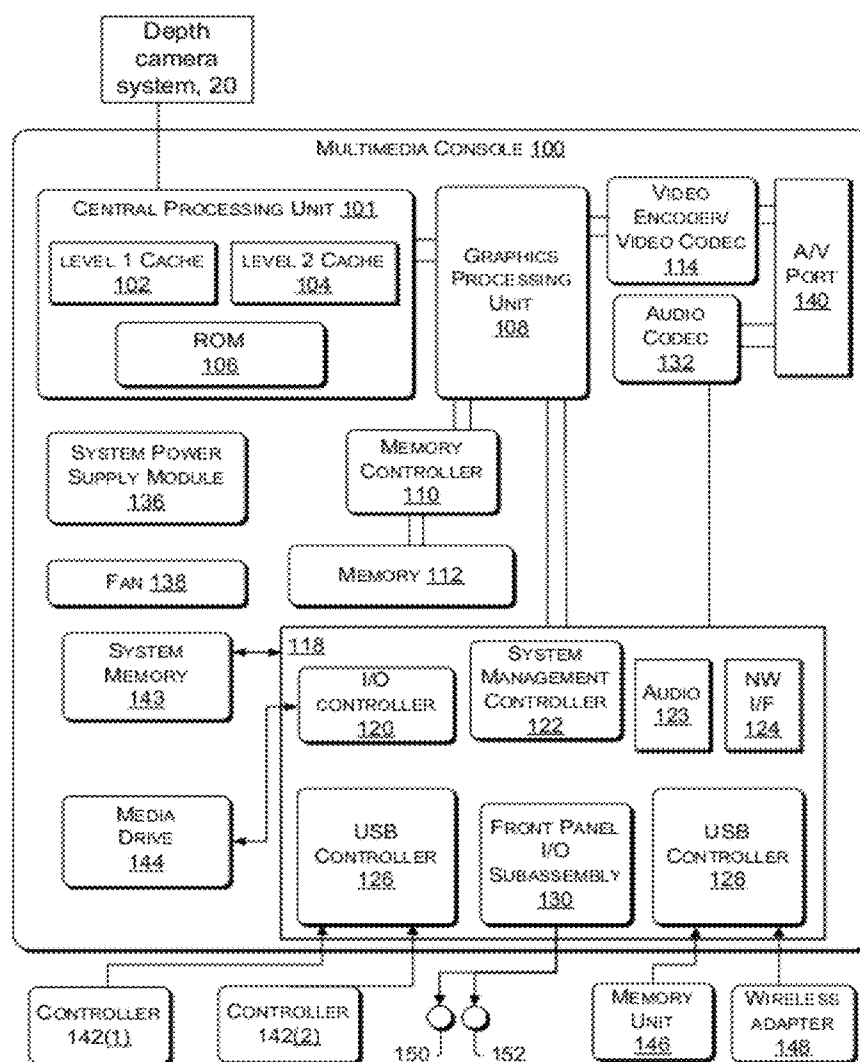 Depth
camera
system, 20
MULTIMEDIA CONSOLE 100
CENTRAL PROCESSING UNIT 101
LEVEL 1 CACHE
102
LEVEL 2 CACHE
104
ROM
106
GRAPHICS
PROCESSING
UNIT
108
VIDEO
ENCODER/
VIDEO CODEC
114
A/V
PORT
140
AUDIO
CODEC
132
SYSTEM POWER
SUPPLY MODULE
136
MEMORY
CONTROLLER
110
FAN 138
MEMORY 112
SYSTEM
MEMORY
143
118
I/O
CONTROLLER
120
SYSTEM
MANAGEMENT
CONTROLLER
122
AUDIO
123
NW
I/F
124
MEDIA
DRIVE
144
USB
CONTROLLER
126
FRONT PANEL
I/O
SUBASSEMBLY
130
USB
CONTROLLER
128
CONTROLLER
142(1)
CONTROLLER
142(2)
150
152
MEMORY
UNIT
146
WIRELESS
ADAPTER
148